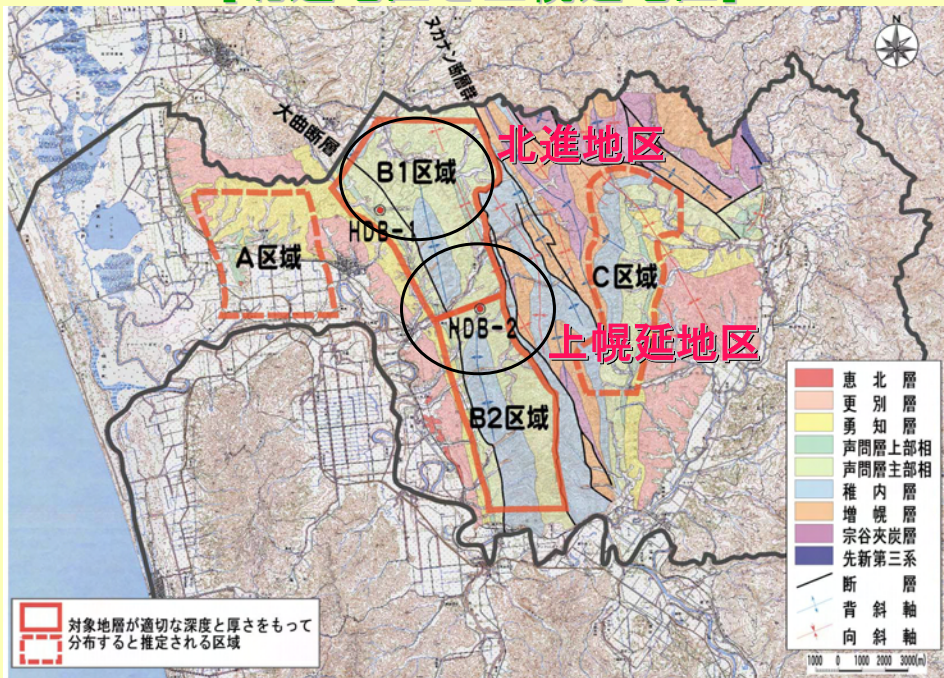 N
ヌカナン断層群
大曲断層
北進地区
B1区域
HDB-1
A区域
C区域
HDB-2
上幌延地区
B2区域
恵北層
更別層
勇知層
声問層上部相
声問層主部相
稚内層
増幌層
宗谷夾炭層
先新第三系
断層
背斜軸
向斜軸
対象地層が適切な深度と厚さをもって
分布すると推定される区域
1000 0 1000 2000 3000(m)